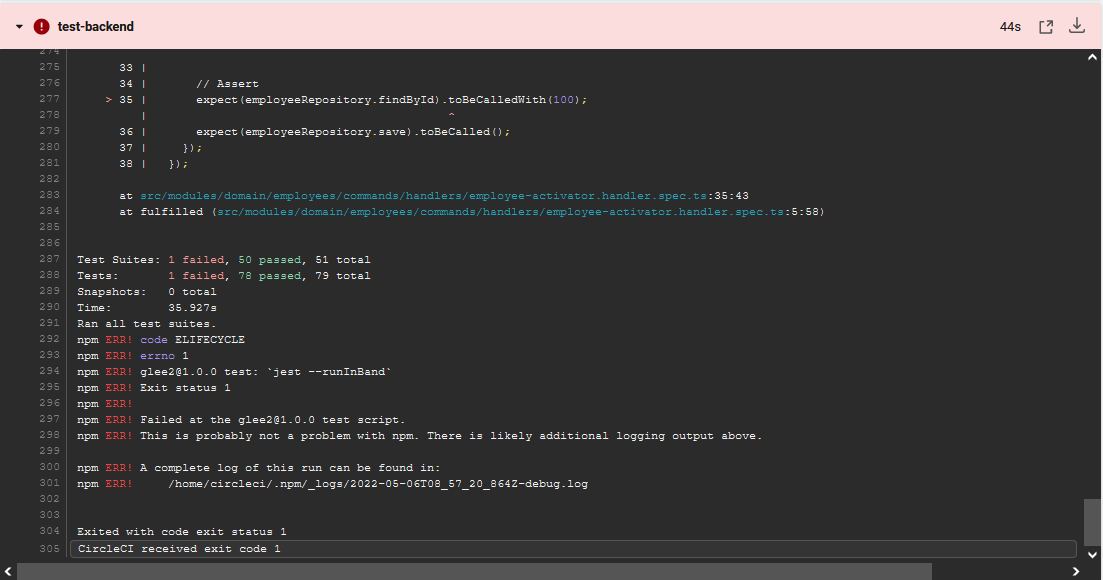 test-backend 44s
274
275 33 |
276 34 | // Assert
277 > 35 | expect(employeeRepository.findById).toBeCalledWith(100);
278 | ^
279 36 | expect(employeeRepository.save).toBeCalled();
280 37 | });
281 38 | });
282
283 at src/modules/domain/employees/commands/handlers/employee-activator.handler.spec.ts:35:43
284 at fulfilled (src/modules/domain/employees/commands/handlers/employee-activator.handler.spec.ts:5:58)
285
286
287 Test Suites: 1 failed, 50 passed, 51 total
288 Tests: 1 failed, 78 passed, 79 total
289 Snapshots: 0 total
290 Time: 35.927s
291 Ran all test suites.
292 npm ERR! code ELIFECYCLE
293 npm ERR! errno 1
294 npm ERR! glee2@1.0.0 test: `jest --runInBand`
295 npm ERR! Exit status 1
296 npm ERR!
297 npm ERR! Failed at the glee2@1.0.0 test script.
298 npm ERR! This is probably not a problem with npm. There is likely additional logging output above.
299
300 npm ERR! A complete log of this run can be found in:
301 npm ERR! /home/circleci/.npm/_logs/2022-05-06T08_57_20_864Z-debug.log
302
303
304 Exited with code exit status 1
305 CircleCI received exit code 1